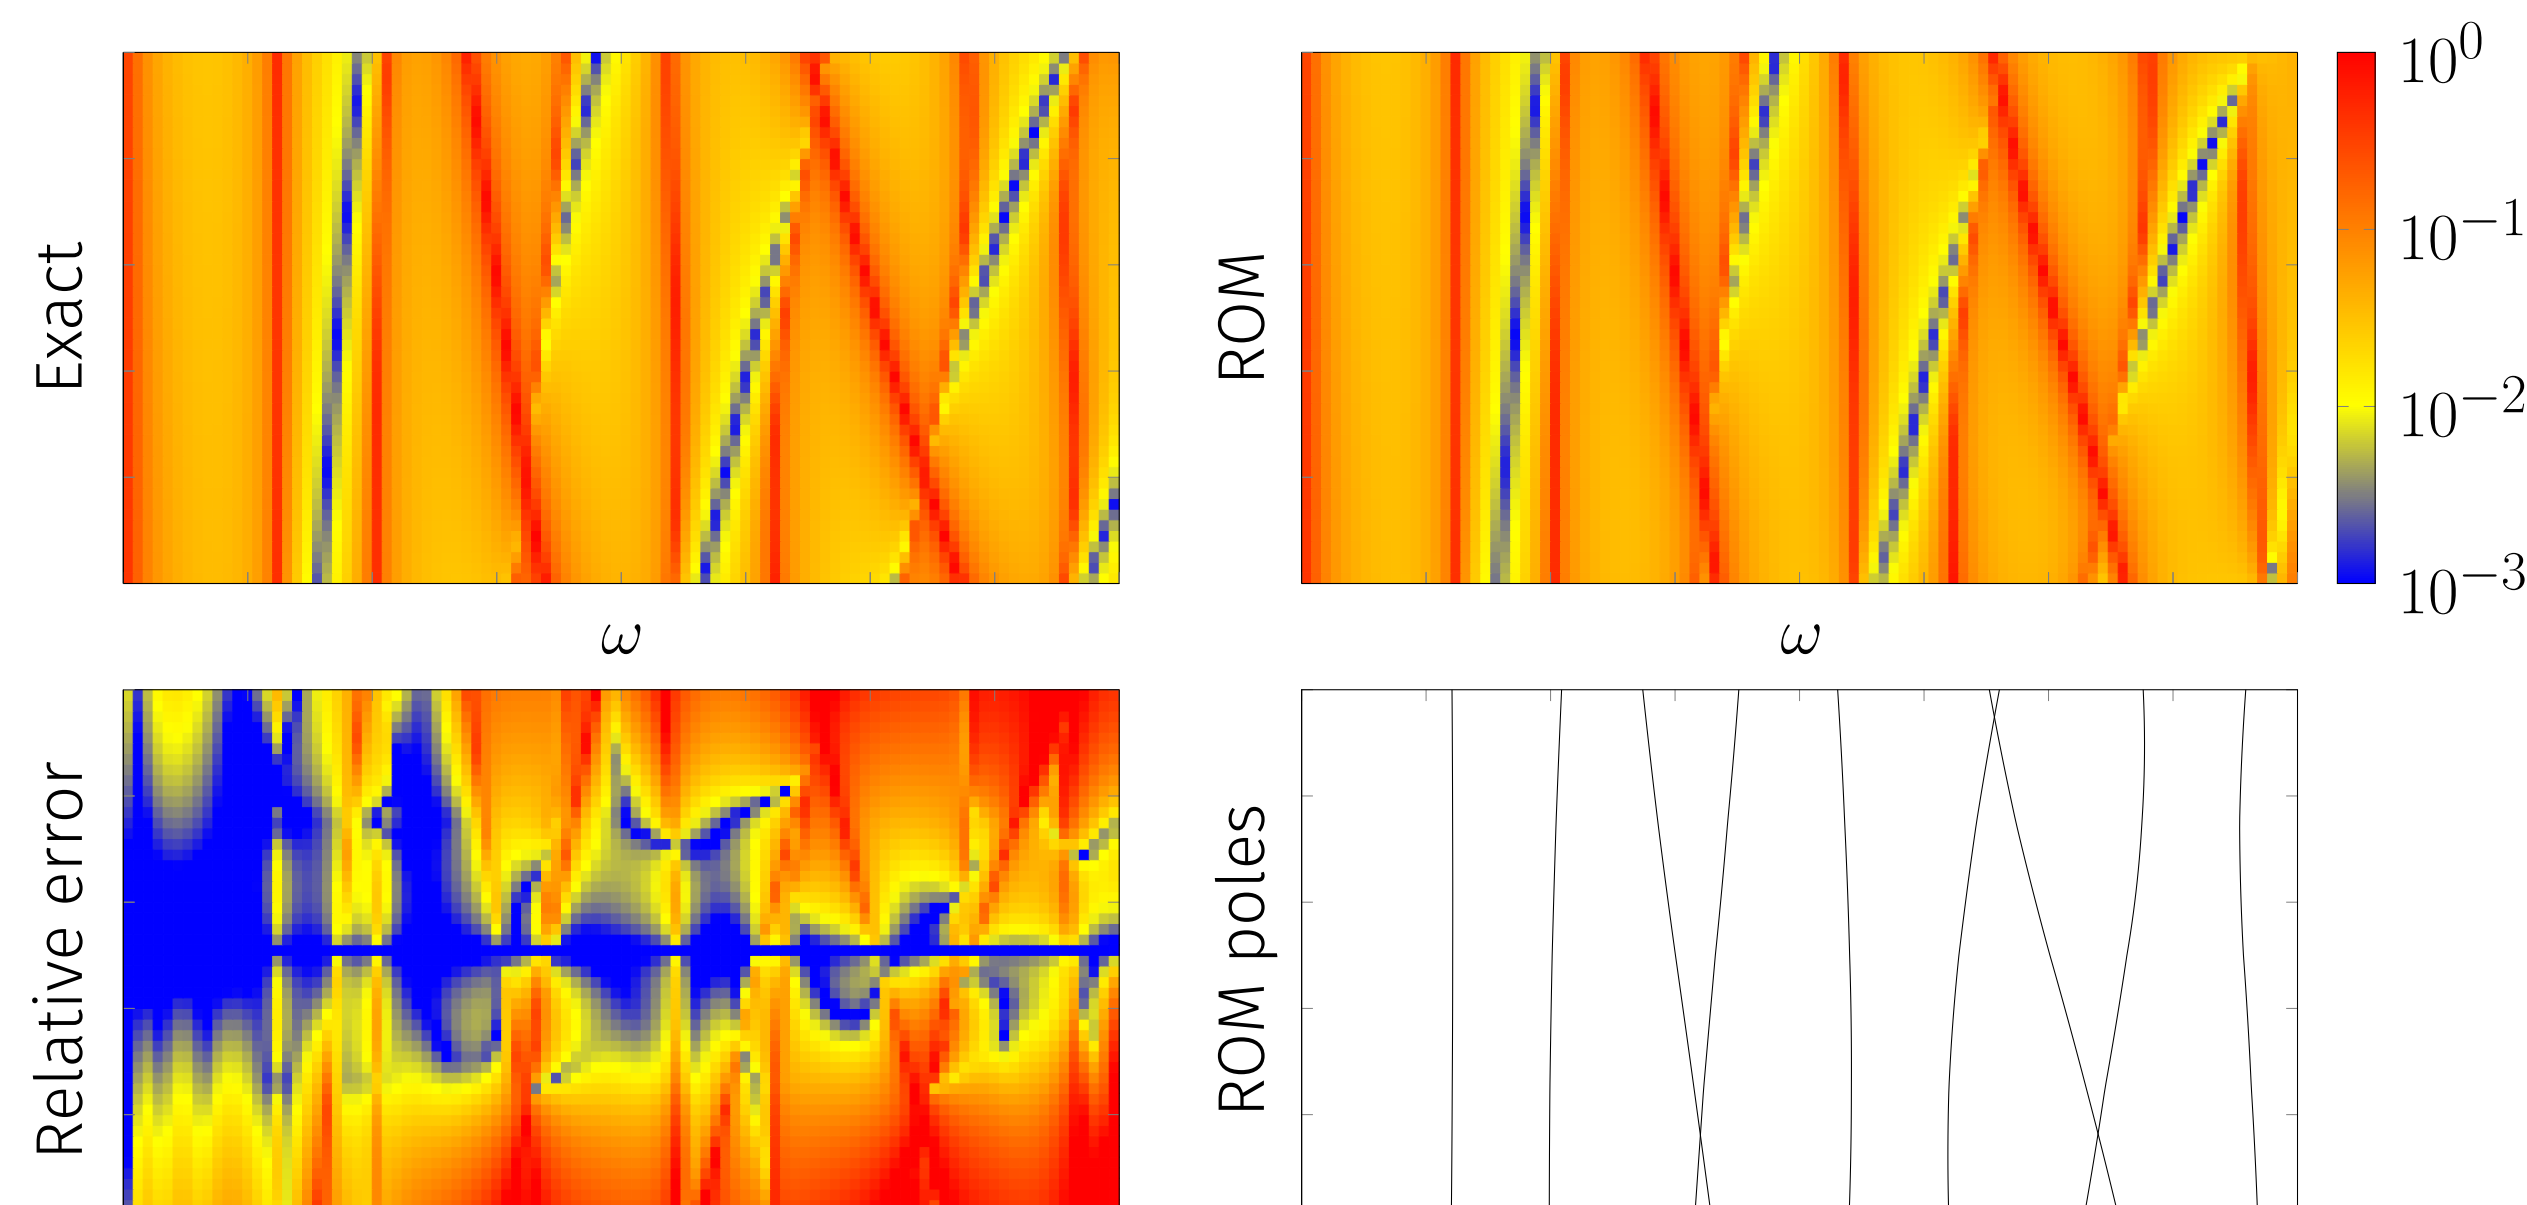 Exact
ROM
10^0
10^{-1}
10^{-2}
10^{-3}
ω
ω
Relative error
ROM poles